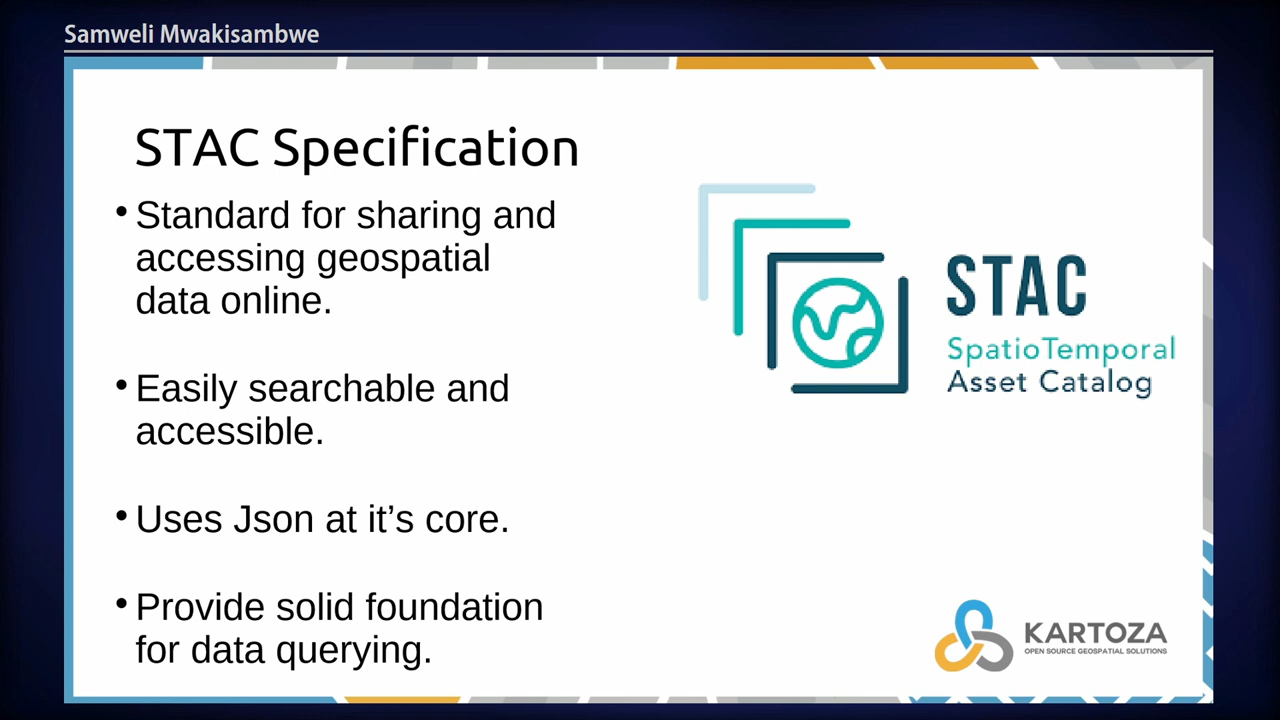 Samweli Mwakisambwe
STAC Specification
• Standard for sharing and
accessing geospatial
data online.
• Easily searchable and
accessible.
• Uses Json at it’s core.
• Provide solid foundation
for data querying.
STAC
SpatioTemporal
Asset Catalog
KARTOZA
OPEN SOURCE GEOSPATIAL SOLUTIONS